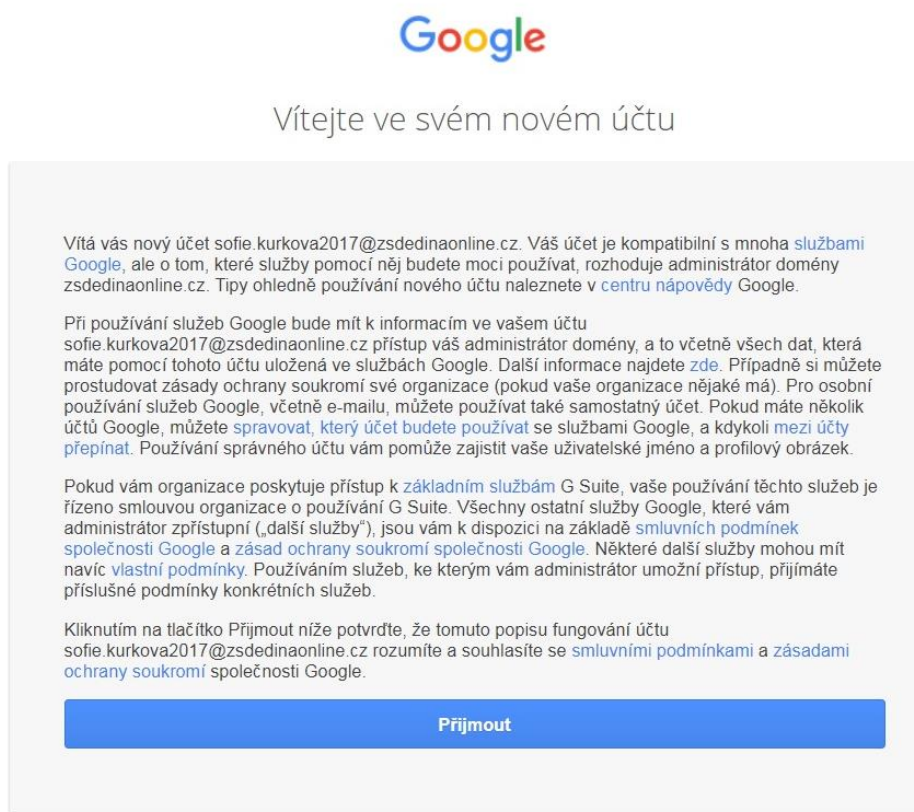 Google
Vítejte ve svém novém účtu
Vítá vás nový účet sofie.kurkova2017@zsdedinaonline.cz. Váš účet je kompatibilní s mnoha službami
Google, ale o tom, které služby pomocí něj budete moci používat, rozhoduje administrátor domény
zsdedinaonline.cz. Tipy ohledně používání nového účtu naleznete v centru nápovědy Google.
Při používání služeb Google bude mít k informacím ve vašem účtu
sofie.kurkova2017@zsdedinaonline.cz přístup váš administrátor domény, a to včetně všech dat, která
máte pomocí tohoto účtu uložená ve službách Google. Další informace najdete zde. Případně si můžete
prostudovat zásady ochrany soukromí své organizace (pokud vaše organizace nějaké má). Pro osobní
používání služeb Google, včetně e-mailu, můžete používat také samostatný účet. Pokud máte několik
účtů Google, můžete spravovat, který účet budete používat se službami Google, a kdykoli mezi účty
přepínat. Používání správného účtu vám pomůže zajistit vaše uživatelské jméno a profilový obrázek.
Pokud vám organizace poskytuje přístup k základním službám G Suite, vaše používání těchto služeb je
řízeno smlouvou organizace o používání G Suite. Všechny ostatní služby Google, které vám
administrátor zpřístupní („další služby“), jsou vám k dispozici na základě smluvních podmínek
společnosti Google a zásad ochrany soukromí společnosti Google. Některé další služby mohou mít
navíc vlastní podmínky. Používáním služeb, ke kterým vám administrátor umožní přístup, přijímáte
příslušné podmínky konkrétních služeb.
Kliknutím na tlačítko Přijmout níže potvrďte, že tomuto popisu fungování účtu
sofie.kurkova2017@zsdedinaonline.cz rozumíte a souhlasíte se smluvními podmínkami a zásadami
ochrany soukromí společnosti Google.
Přijmout